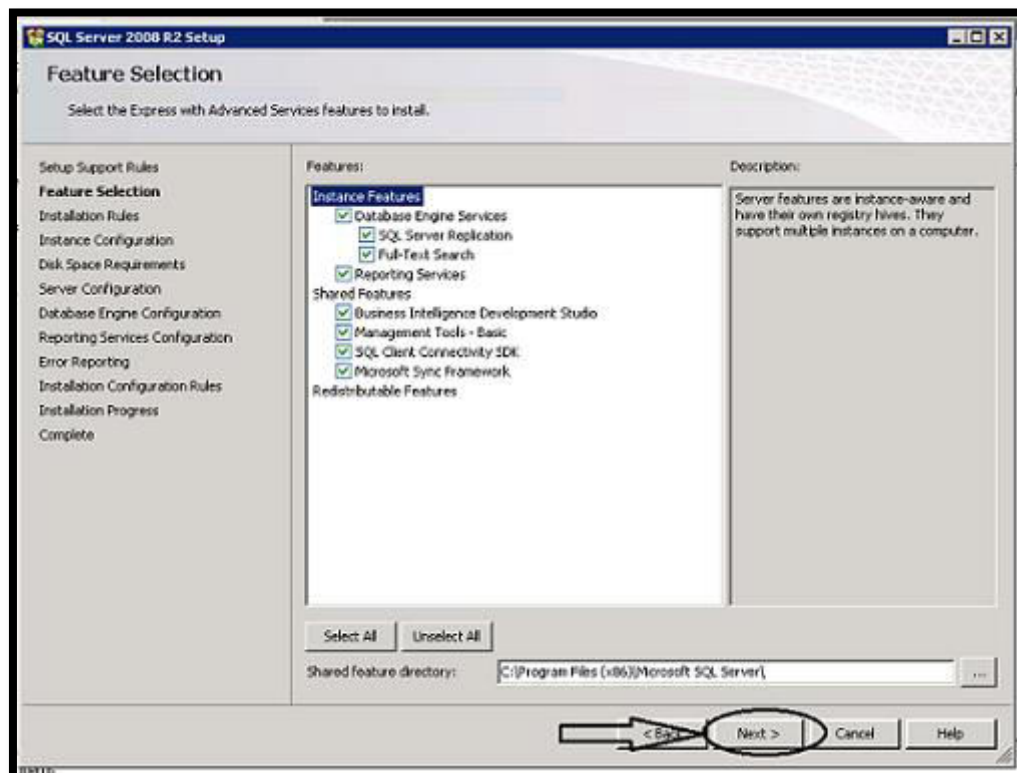 SQL Server 2008 R2 Setup
Feature Selection
Select the Express with Advanced Services features to install.
Setup Support Rules
Feature Selection
Installation Rules
Instance Configuration
Disk Space Requirements
Server Configuration
Database Engine Configuration
Reporting Services Configuration
Error Reporting
Installation Configuration Rules
Installation Progress
Complete
Features:
Instance Features
Database Engine Services
SQL Server Replication
Full-Text Search
Reporting Services
Shared Features
Business Intelligence Development Studio
Management Tools - Basic
SQL Client Connectivity SDK
Microsoft Sync Framework
Redistributable Features
Description:
Server features are instance-aware and
have their own registry hives. They
support multiple instances on a computer.
Select All Unselect All
Shared feature directory: C:\Program Files (x86)\Microsoft SQL Server\ ...
< Back Next > Cancel Help